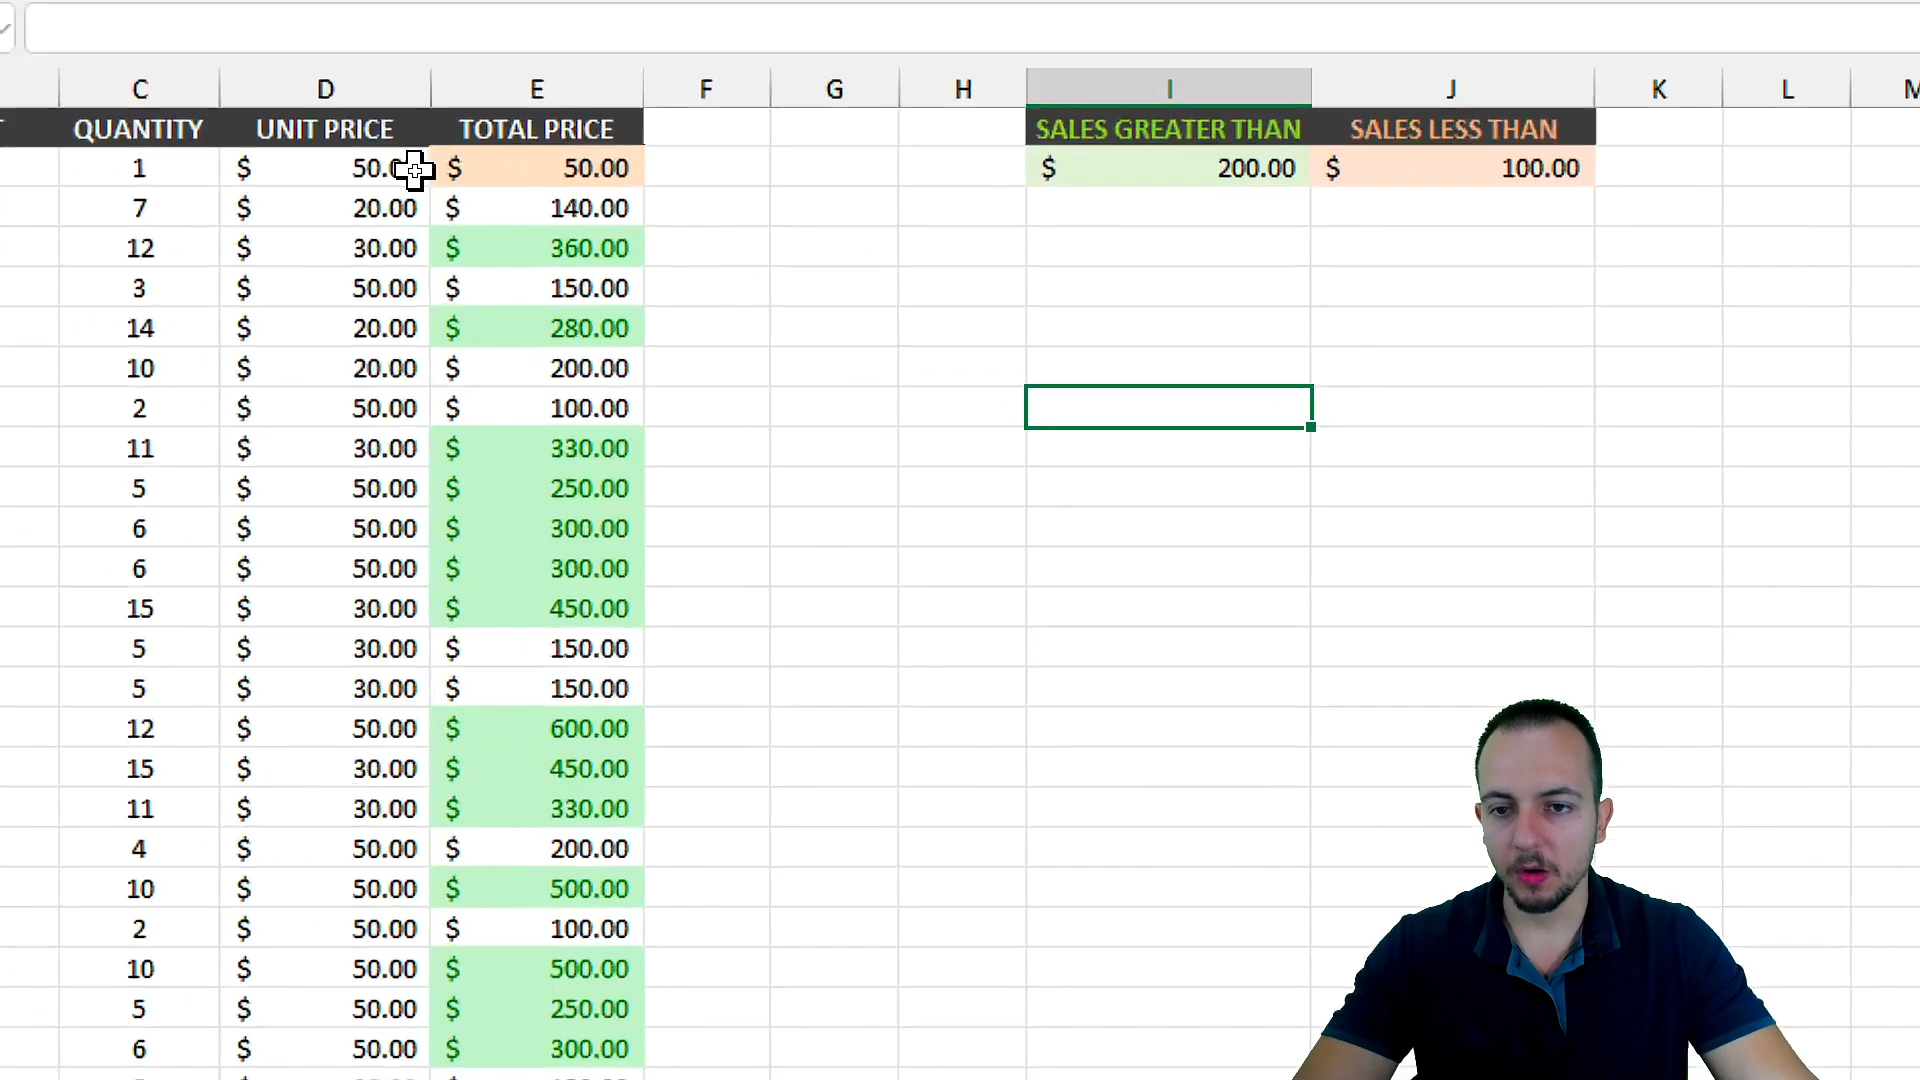 C D E F G H I J K L M
QUANTITY UNIT PRICE TOTAL PRICE SALES GREATER THAN SALES LESS THAN
1 $ 50.0 $ 50.00 $ 200.00 $ 100.00
7 $ 20.00 $ 140.00
12 $ 30.00 $ 360.00
3 $ 50.00 $ 150.00
14 $ 20.00 $ 280.00
10 $ 20.00 $ 200.00
2 $ 50.00 $ 100.00
11 $ 30.00 $ 330.00
5 $ 50.00 $ 250.00
6 $ 50.00 $ 300.00
6 $ 50.00 $ 300.00
15 $ 30.00 $ 450.00
5 $ 30.00 $ 150.00
5 $ 30.00 $ 150.00
12 $ 50.00 $ 600.00
15 $ 30.00 $ 450.00
11 $ 30.00 $ 330.00
4 $ 50.00 $ 200.00
10 $ 50.00 $ 500.00
2 $ 50.00 $ 100.00
10 $ 50.00 $ 500.00
5 $ 50.00 $ 250.00
6 $ 50.00 $ 300.00